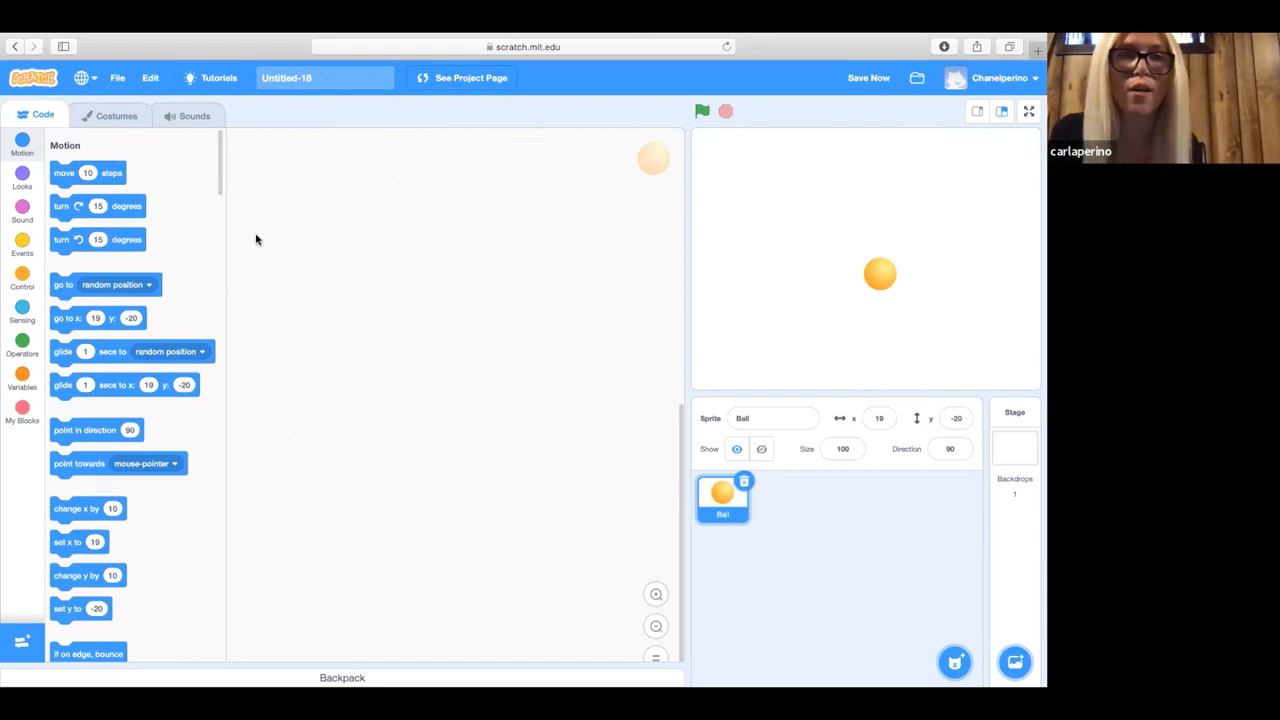 scratch.mit.edu
SCRATCH
File
Edit
Tutorials
Untitled-18
See Project Page
Save Now
Chanelperino
carlaperino
Code
Costumes
Sounds
Motion
Looks
Sound
Events
Control
Sensing
Operators
Variables
My Blocks
Motion
move 10 steps
turn 15 degrees
turn 15 degrees
go to random position
go to x: 19 y: -20
glide 1 secs to random position
glide 1 secs to x: 19 y: -20
point in direction 90
point towards mouse-pointer
change x by 10
set x to 19
change y by 10
set y to -20
if on edge, bounce
Backpack
Sprite Ball x 19 y -20
Show Size 100 Direction 90
Ball
Stage
Backdrops
1